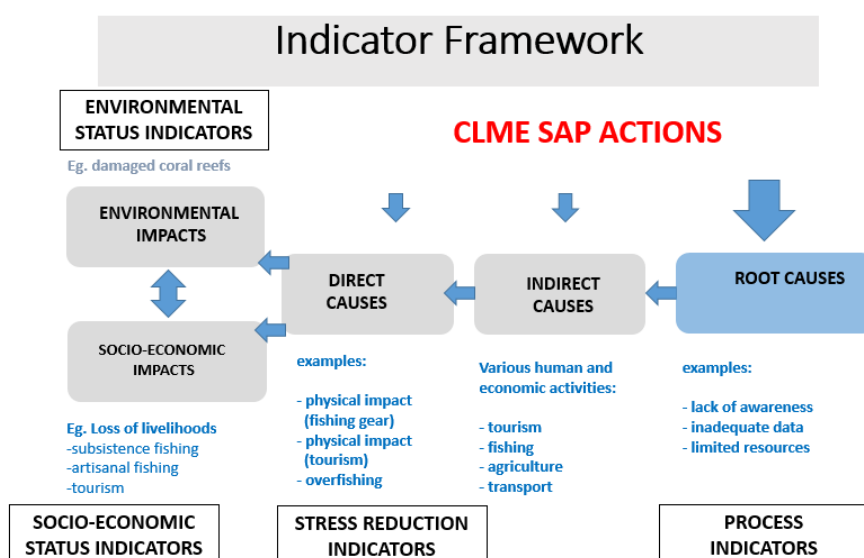 Indicator Framework
ENVIRONMENTAL
STATUS INDICATORS
CLME SAP ACTIONS
Eg. damaged coral reefs
ENVIRONMENTAL
IMPACTS
DIRECT
CAUSES
INDIRECT
CAUSES
ROOT CAUSES
SOCIO-ECONOMIC
IMPACTS
Eg. Loss of livelihoods
-subsistence fishing
-artisanal fishing
-tourism
examples:
- physical impact
(fishing gear)
- physical impact
(tourism)
- overfishing
Various human and
economic activities:
- tourism
- fishing
- agriculture
- transport
examples:
- lack of awareness
- inadequate data
- limited resources
SOCIO-ECONOMIC
STATUS INDICATORS
STRESS REDUCTION
INDICATORS
PROCESS
INDICATORS